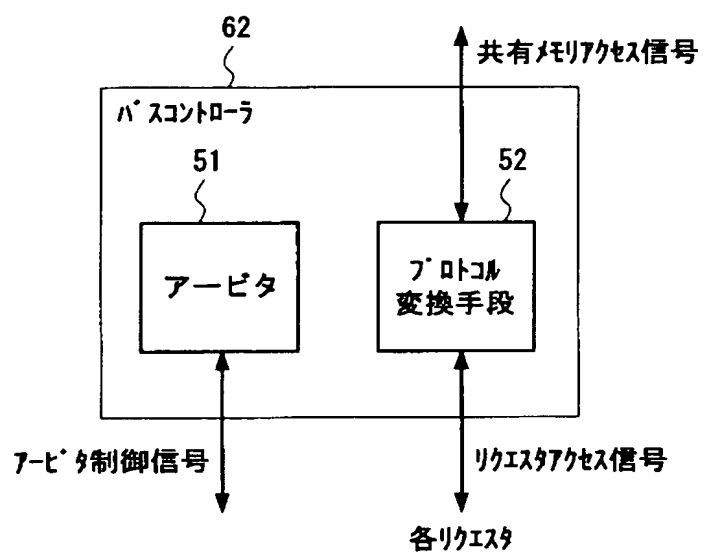 62
共有ﾒﾓﾘｱｸｾｽ信号
ﾊﾞｽｺﾝﾄﾛｰﾗ
51
52
アービタ
ﾌﾟﾛﾄｺﾙ
変換手段
ｱｰﾋﾞﾀ制御信号
ﾘｸｴｽﾀｱｸｾｽ信号
各ﾘｸｴｽﾀ